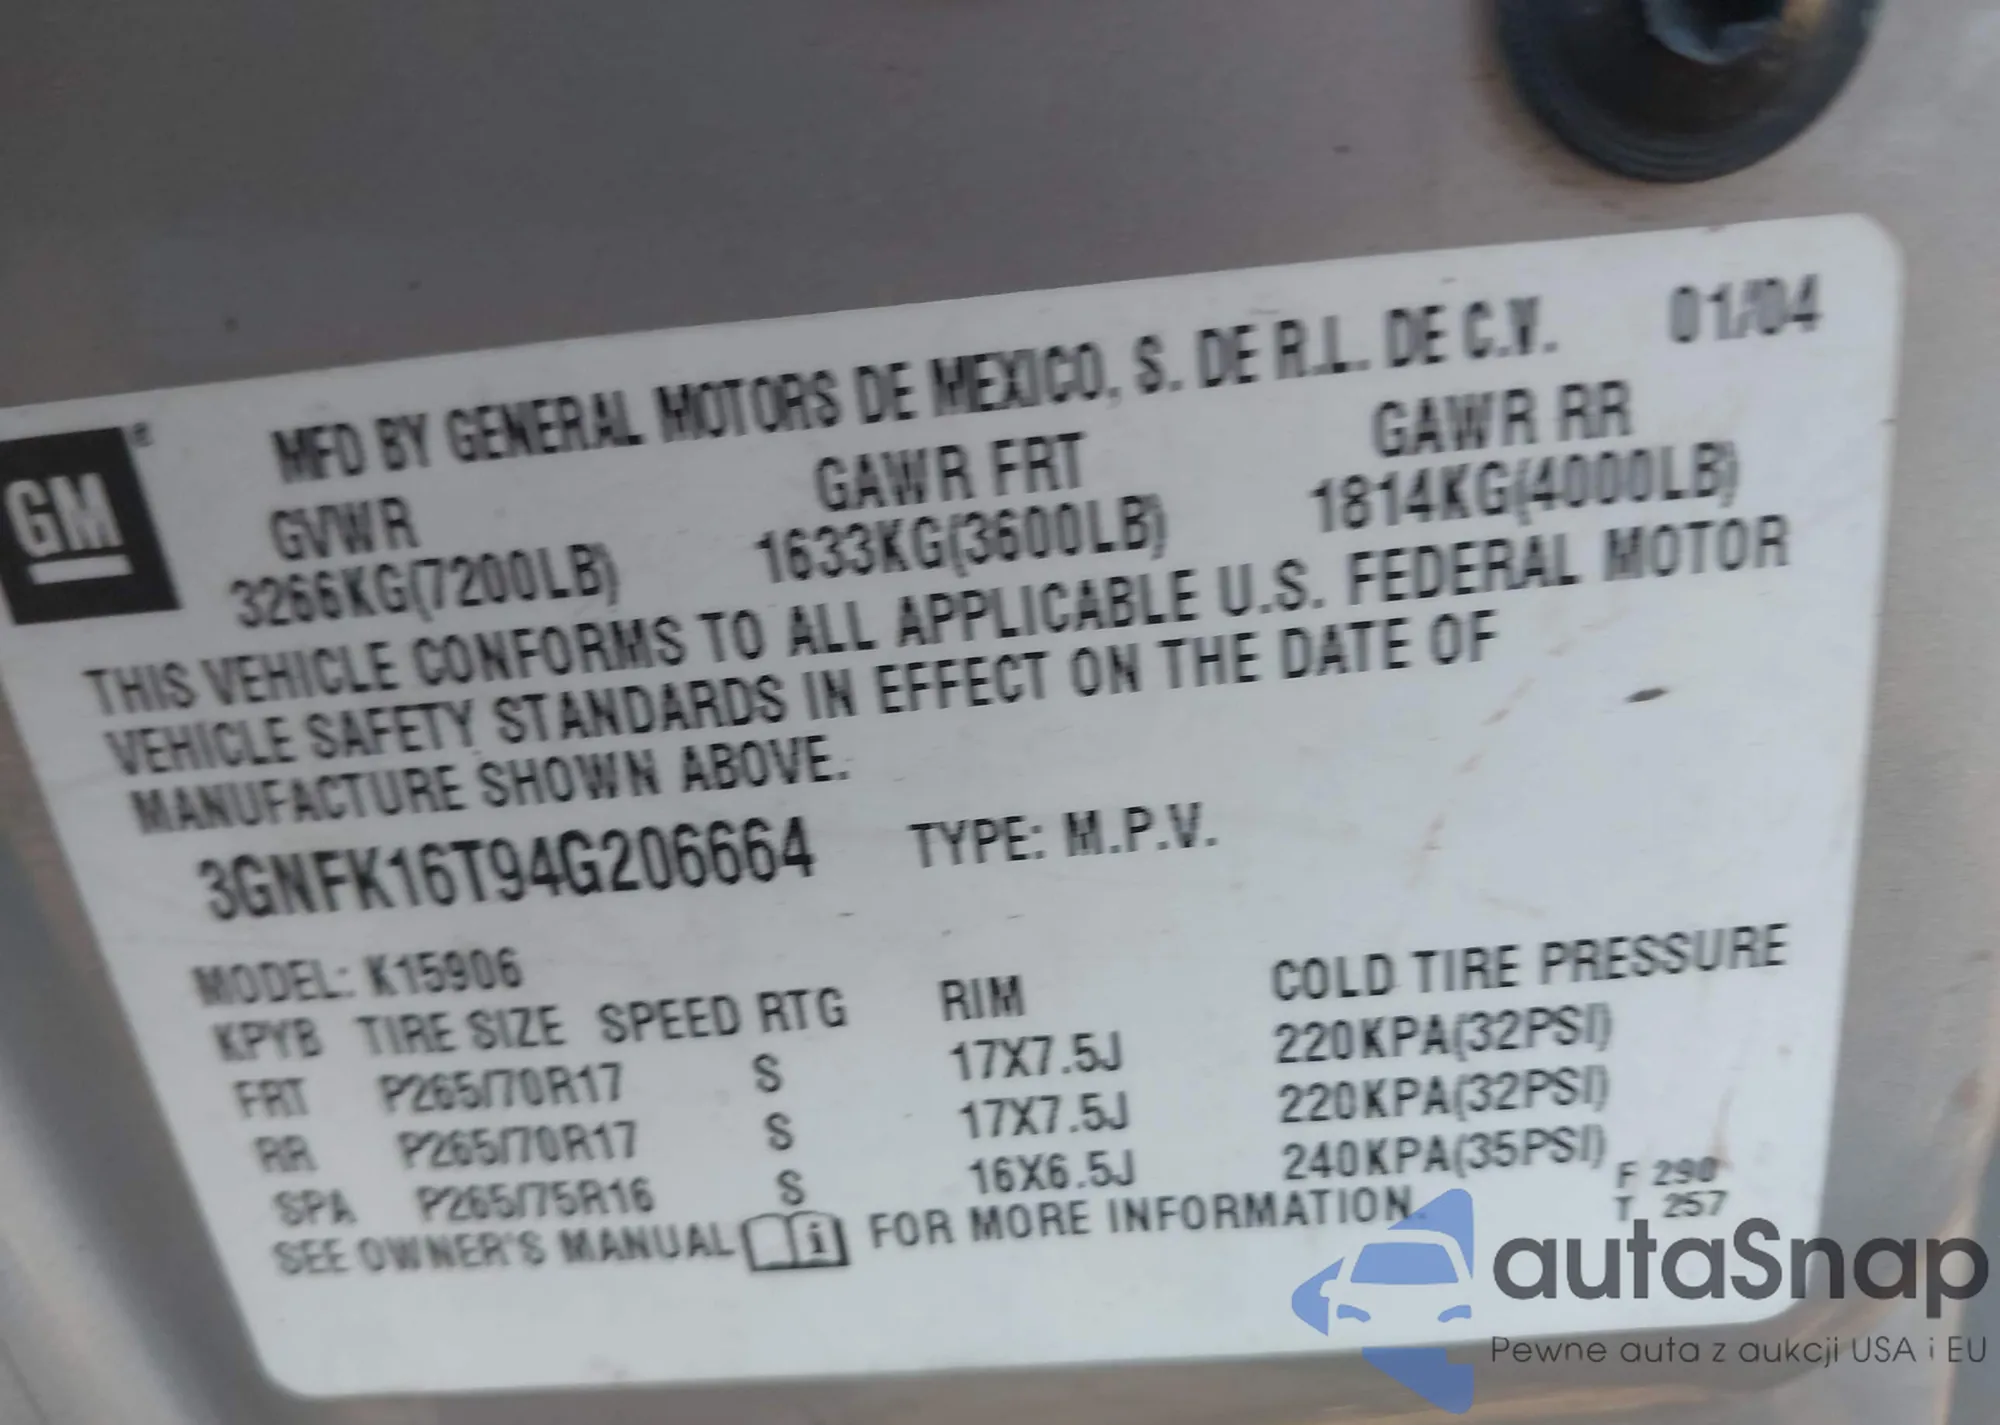 MFD BY GENERAL MOTORS DE MEXICO, S. DE R.L. DE C.V. 01/04
GM®
GVWR GAWR FRT GAWR RR
3266KG(7200LB) 1633KG(3600LB) 1814KG(4000LB)
THIS VEHICLE CONFORMS TO ALL APPLICABLE U.S. FEDERAL MOTOR
VEHICLE SAFETY STANDARDS IN EFFECT ON THE DATE OF
MANUFACTURE SHOWN ABOVE.
3GNFK16T94G206664 TYPE: M.P.V.
MODEL: K15906
KPYB TIRE SIZE SPEED RTG RIM COLD TIRE PRESSURE
FRT P265/70R17 S 17X7.5J 220KPA(32PSI)
RR P265/70R17 S 17X7.5J 220KPA(32PSI)
SPA P265/75R16 S 16X6.5J 240KPA(35PSI)
F 290
T 257
SEE OWNER'S MANUAL i FOR MORE INFORMATION.
autaSnap
Pewne auta z aukcji USA i EU